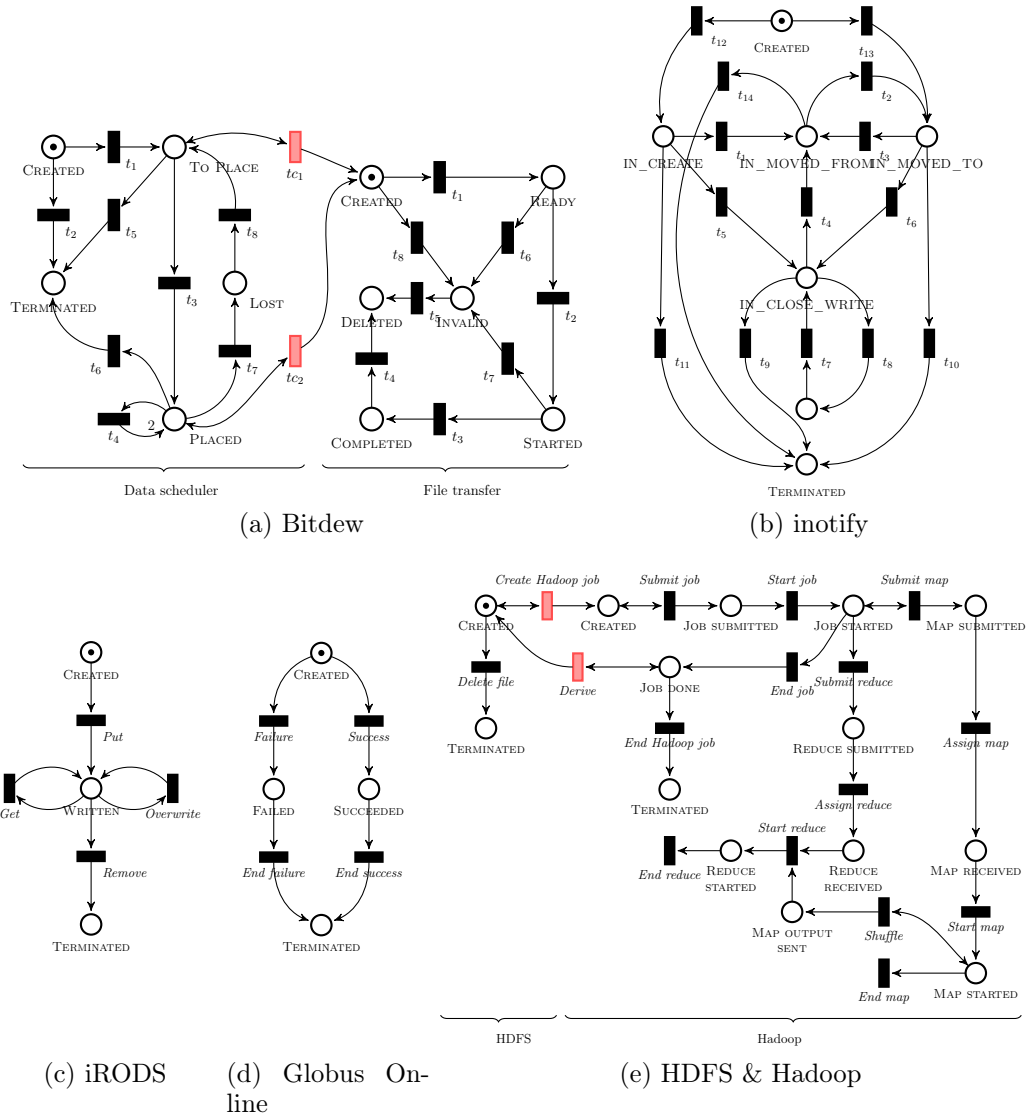 CREATED
t1
TO PLACE
tc1
t2
t5
t8
TERMINATED
t3
LOST
t6
t7
tc2
t4
2
PLACED
Data scheduler
CREATED
t1
READY
t8
t6
DELETED
t5
INVALID
t2
t4
t7
COMPLETED
t3
STARTED
File transfer
(a) Bitdew
t12
CREATED
t13
t14
t2
IN_CREATE
t1
IN_MOVED_FROM
t3
IN_MOVED_TO
t5
t4
t6
IN_CLOSE_WRITE
t11
t9
t7
t8
t10
TERMINATED
(b) inotify
CREATED
Put
Get
WRITTEN
Overwrite
Remove
TERMINATED
(c) iRODS
CREATED
Failure
Success
FAILED
SUCCEEDED
End failure
End success
TERMINATED
(d) Globus On-
line
Create Hadoop job
Submit job
Start job
Submit map
CREATED
CREATED
JOB SUBMITTED
JOB STARTED
MAP SUBMITTED
Delete file
Derive
JOB DONE
End job
Submit reduce
TERMINATED
End Hadoop job
REDUCE SUBMITTED
Assign map
TERMINATED
Assign reduce
Start reduce
End reduce
REDUCE
STARTED
REDUCE
RECEIVED
MAP RECEIVED
MAP OUTPUT
SENT
Shuffle
Start map
End map
MAP STARTED
HDFS
Hadoop
(e) HDFS & Hadoop